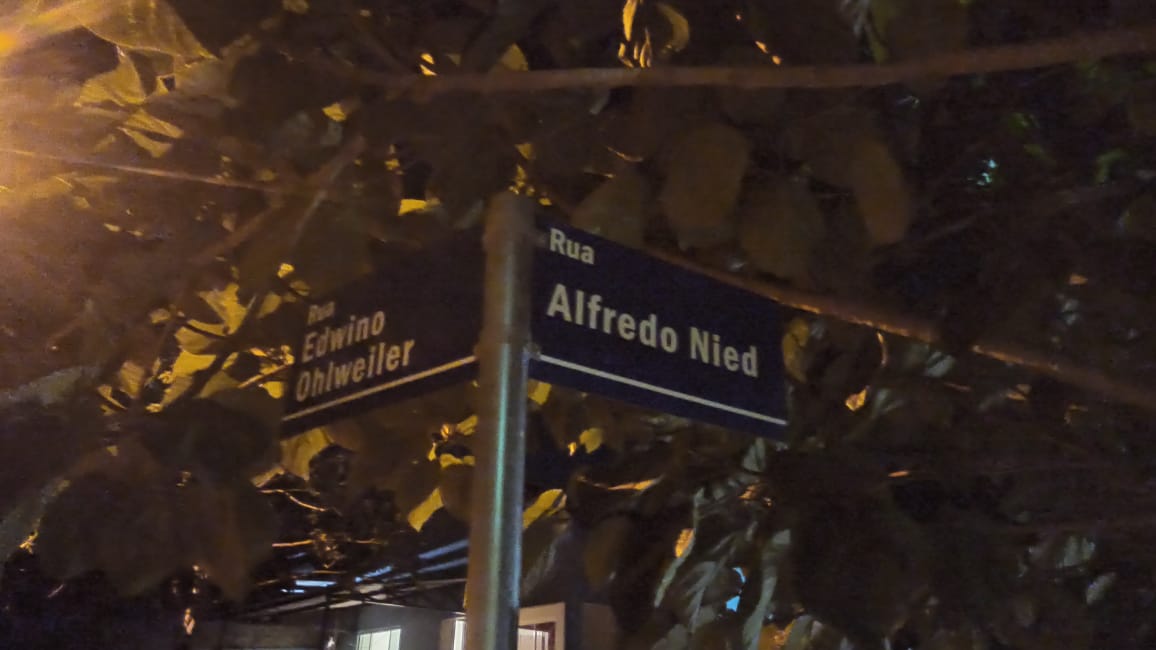 Rua
Edwino
Ohlweiler
Rua
Alfredo Nied